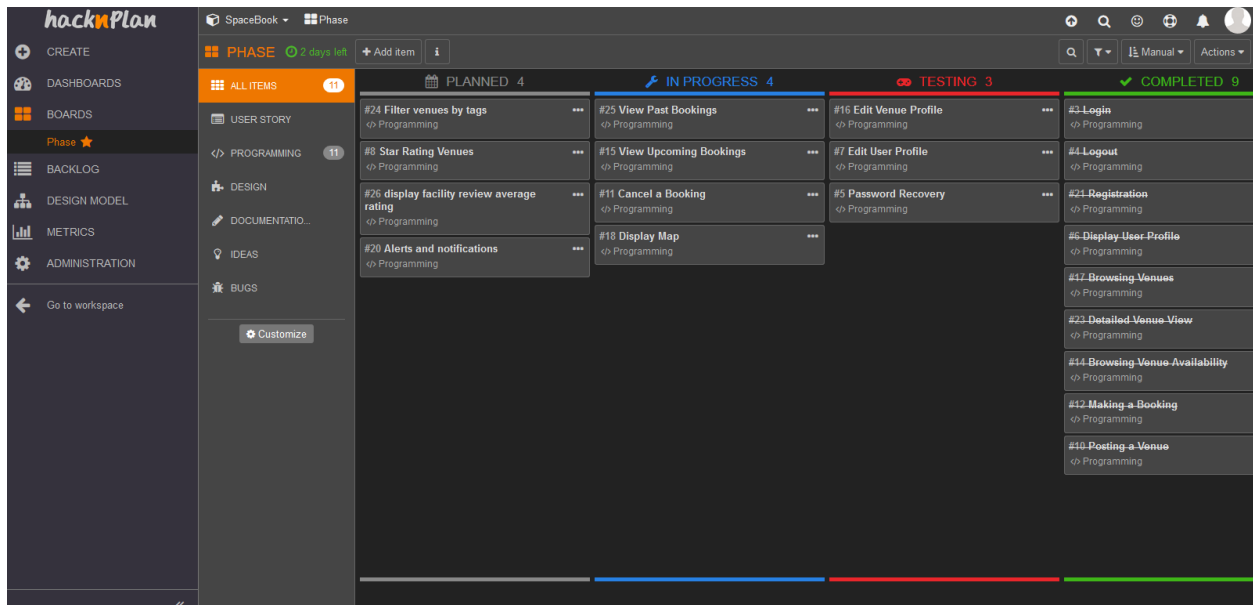 hacknPlan
SpaceBook
Phase
CREATE
DASHBOARDS
BOARDS
Phase
BACKLOG
DESIGN MODEL
METRICS
ADMINISTRATION
Go to workspace
PHASE 2 days left
+ Add item
i
Manual
Actions
ALL ITEMS 11
USER STORY
</> PROGRAMMING 11
DESIGN
DOCUMENTATIO...
IDEAS
BUGS
Customize
PLANNED 4
#24 Filter venues by tags
</> Programming
#8 Star Rating Venues
</> Programming
#26 display facility review average
rating
</> Programming
#20 Alerts and notifications
</> Programming
IN PROGRESS 4
#25 View Past Bookings
</> Programming
#15 View Upcoming Bookings
</> Programming
#11 Cancel a Booking
</> Programming
#18 Display Map
</> Programming
TESTING 3
#16 Edit Venue Profile
</> Programming
#7 Edit User Profile
</> Programming
#5 Password Recovery
</> Programming
COMPLETED 9
#3 Login
</> Programming
#4 Logout
</> Programming
#21 Registration
</> Programming
#6 Display User Profile
</> Programming
#17 Browsing Venues
</> Programming
#23 Detailed Venue View
</> Programming
#14 Browsing Venue Availability
</> Programming
#12 Making a Booking
</> Programming
#10 Posting a Venue
</> Programming